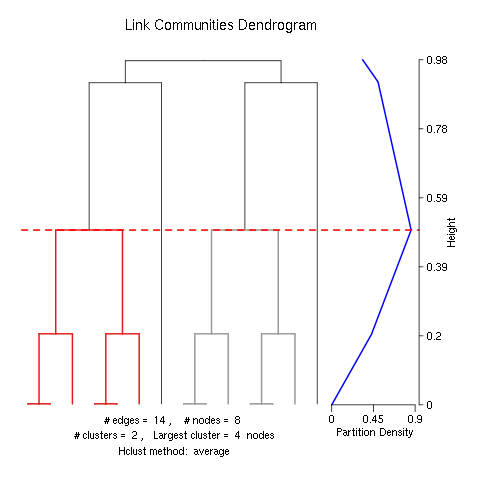 Link Communities Dendrogram
0.98
0.78
0.59
Height
0.39
0.2
0
0 0.45 0.9
Partition Density
# edges = 14 , # nodes = 8
# clusters = 2 , Largest cluster = 4 nodes
Hclust method: average